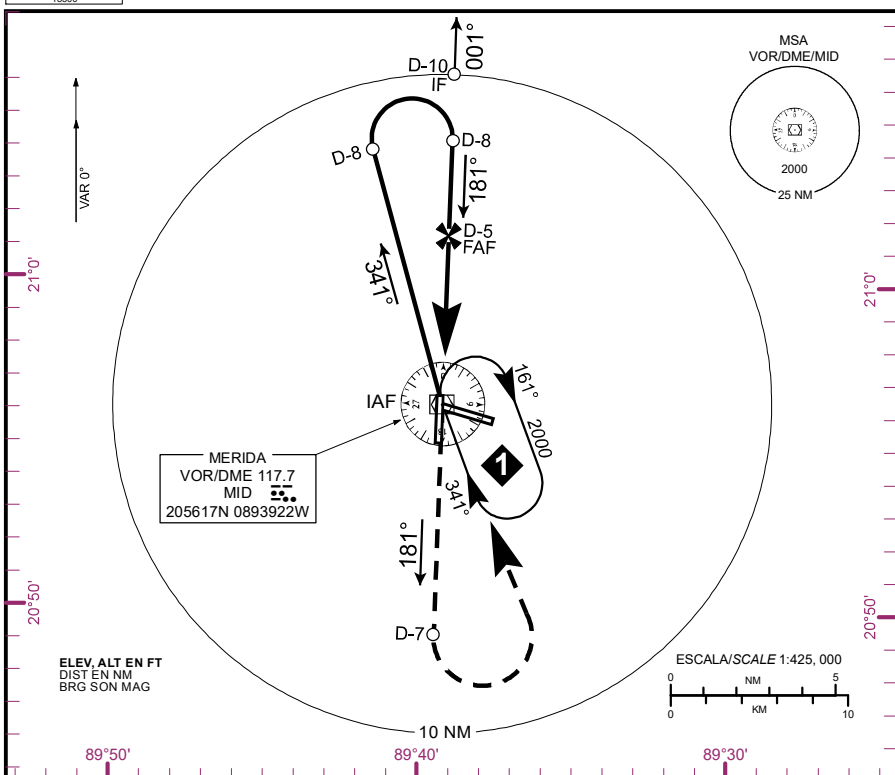 MSA
VOR/DME/MID
2000
25 NM
D-10
IF
001°
D-8
D-8
181°
VAR 0°
D-5
FAF
341°
21°0'
21°0'
IAF
27
9
161°
2000
1
341°
MERIDA
VOR/DME 117.7
MID
205617N 0893922W
181°
20°50'
20°50'
D-7
ELEV, ALT EN FT
DIST EN NM
BRG SON MAG
ESCALA/SCALE 1:425, 000
0 NM 5
0 KM 10
10 NM
89°50'
89°40'
89°30'